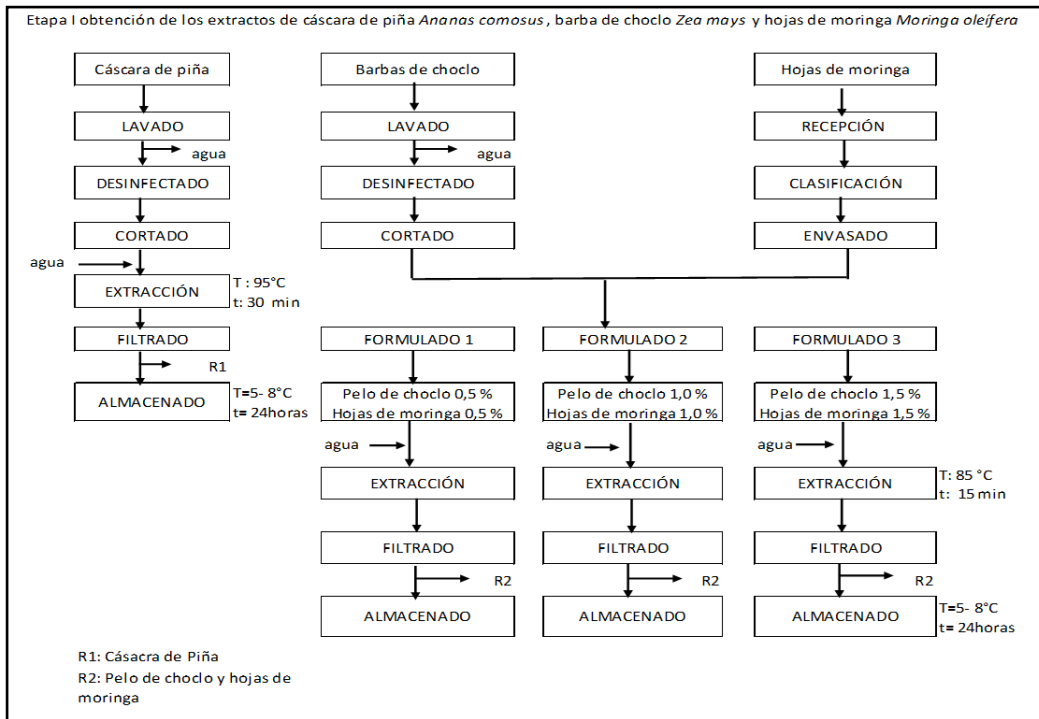 Etapa I obtención de los extractos de cáscara de piña Ananas comosus, barba de choclo Zea mays y hojas de moringa Moringa oleifera
Cáscara de piña
LAVADO
agua
DESINFECTADO
CORTADO
agua
EXTRACCIÓN
T : 95°C
t: 30 min
FILTRADO
R1
ALMACENADO
T=5- 8°C
t= 24horas
Barbas de choclo
LAVADO
agua
DESINFECTADO
CORTADO
Hojas de moringa
RECEPCIÓN
CLASIFICACIÓN
ENVASADO
FORMULADO 1
Pelo de choclo 0,5 %
Hojas de moringa 0,5 %
agua
EXTRACCIÓN
FILTRADO
R2
ALMACENADO
FORMULADO 2
Pelo de choclo 1,0 %
Hojas de moringa 1,0 %
agua
EXTRACCIÓN
FILTRADO
R2
ALMACENADO
FORMULADO 3
Pelo de choclo 1,5 %
Hojas de moringa 1,5 %
agua
EXTRACCIÓN
T: 85 °C
t: 15 min
FILTRADO
R2
ALMACENADO
T=5- 8°C
t= 24horas
R1: Cásacra de Piña
R2: Pelo de choclo y hojas de
moringa